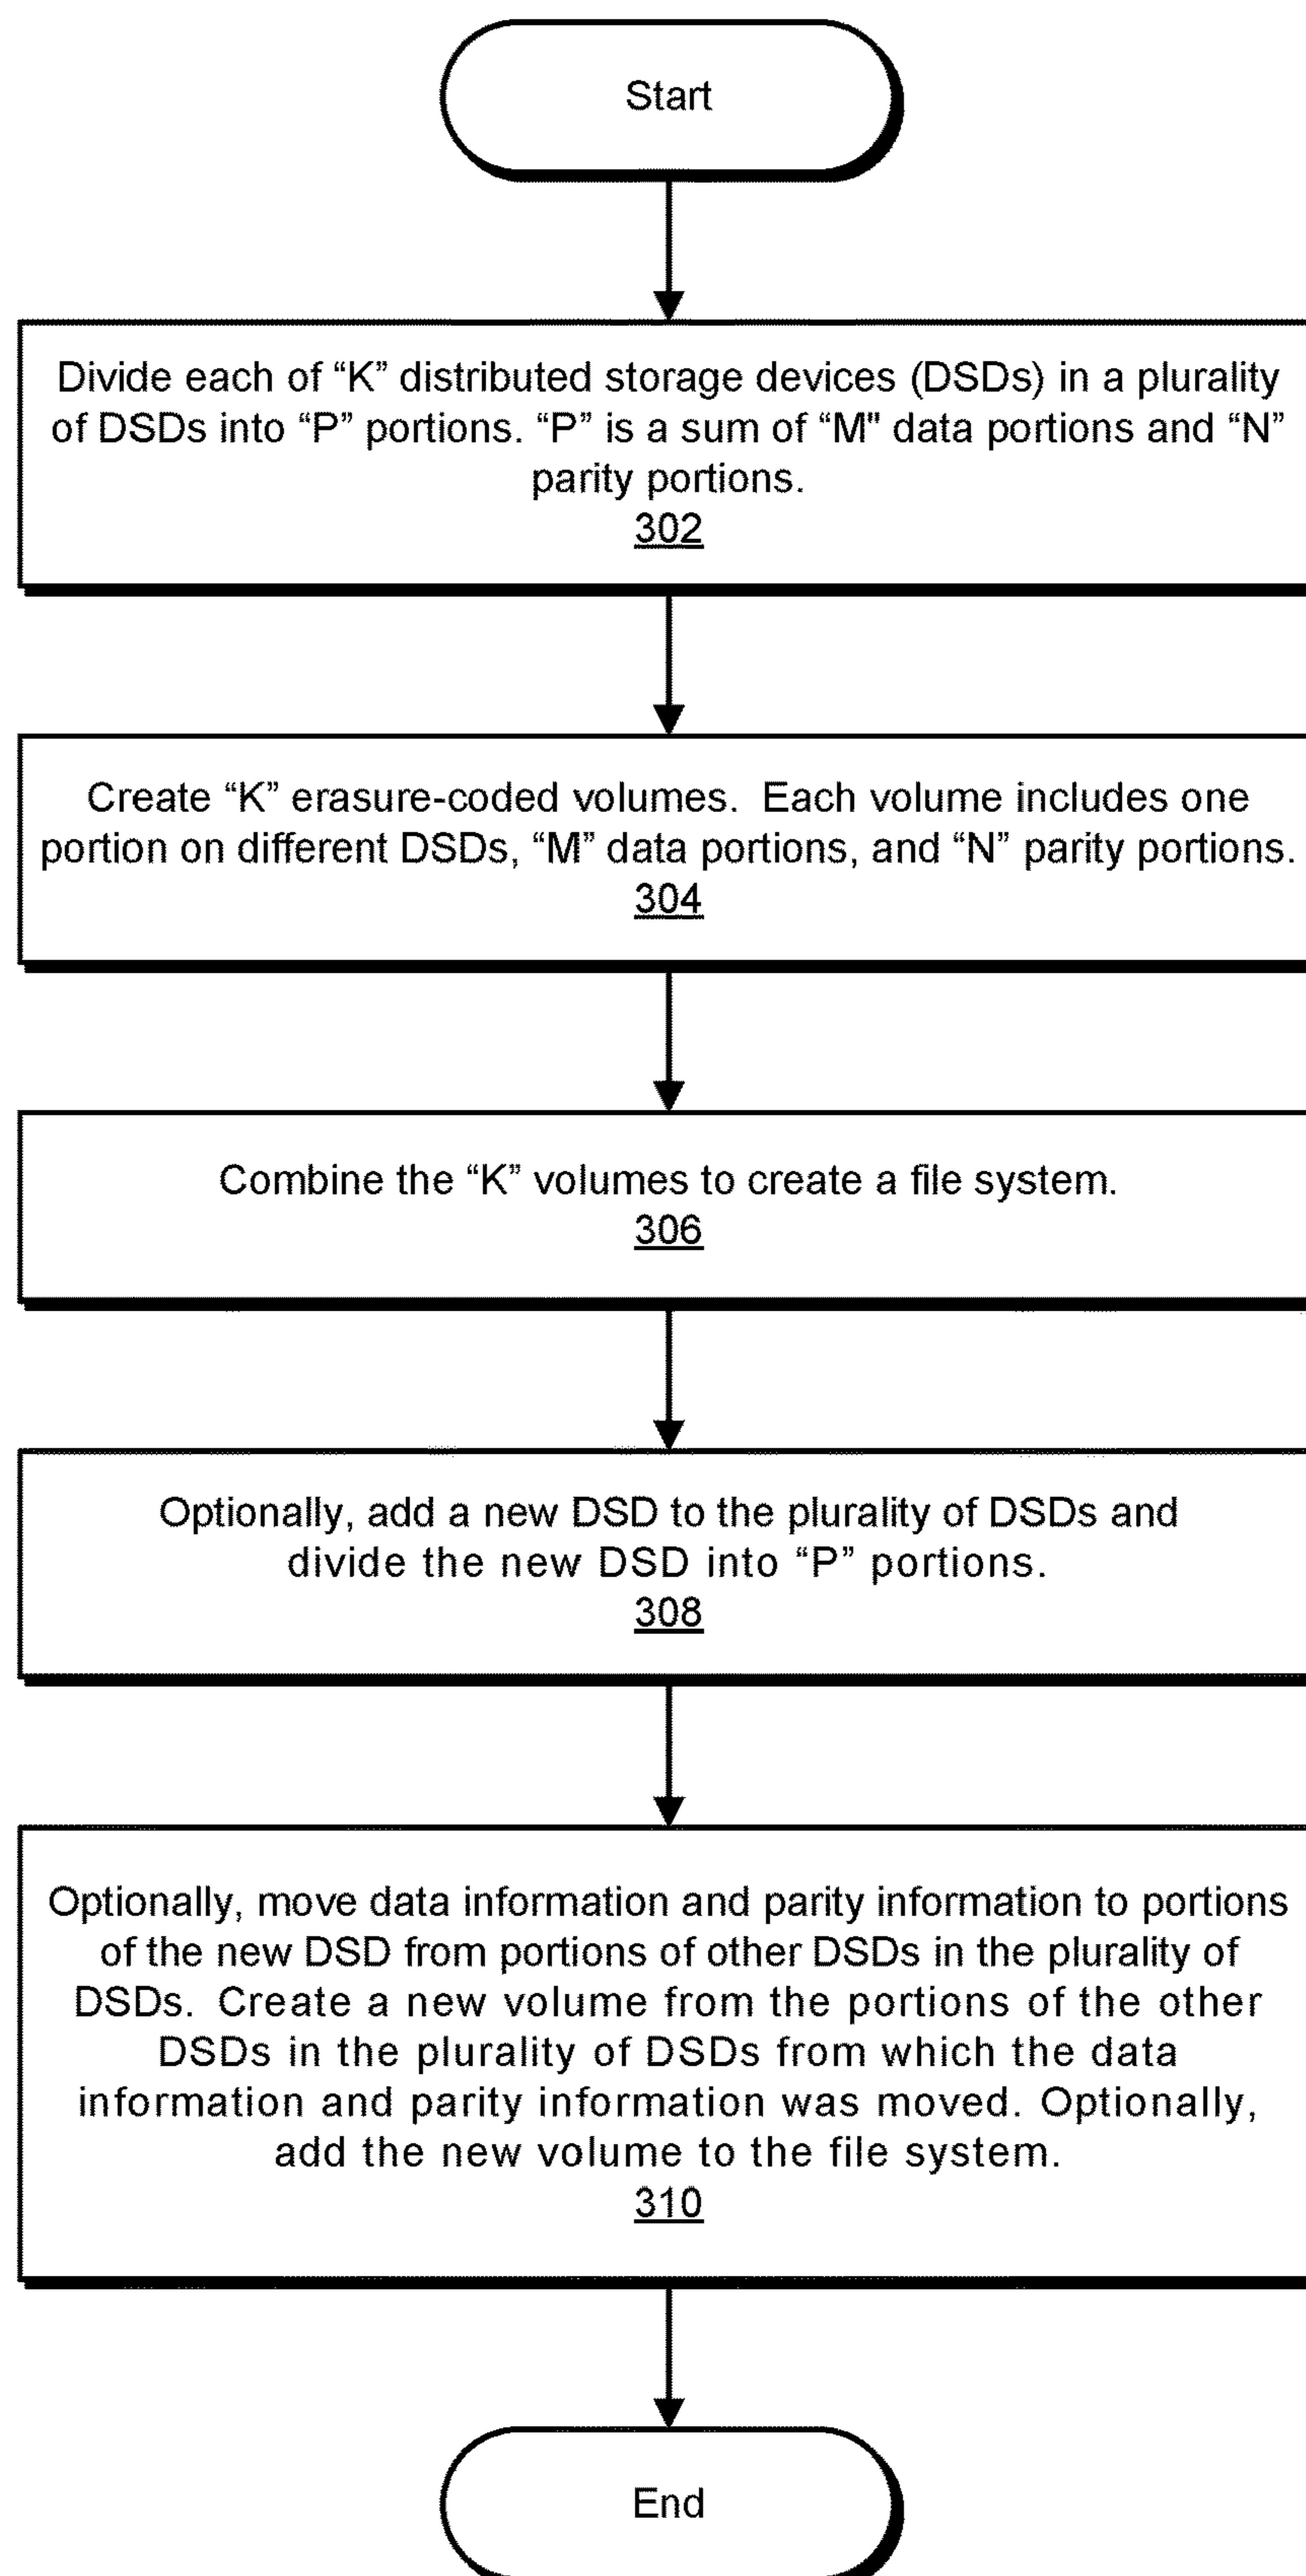 Start
Divide each of “K” distributed storage devices (DSDs) in a plurality
of DSDs into “P” portions. “P” is a sum of “M" data portions and “N”
parity portions.
302
Create “K” erasure-coded volumes. Each volume includes one
portion on different DSDs, “M” data portions, and “N” parity portions.
304
Combine the “K” volumes to create a file system.
306
Optionally, add a new DSD to the plurality of DSDs and
divide the new DSD into “P” portions.
308
Optionally, move data information and parity information to portions
of the new DSD from portions of other DSDs in the plurality of
DSDs. Create a new volume from the portions of the other
DSDs in the plurality of DSDs from which the data
information and parity information was moved. Optionally,
add the new volume to the file system.
310
End